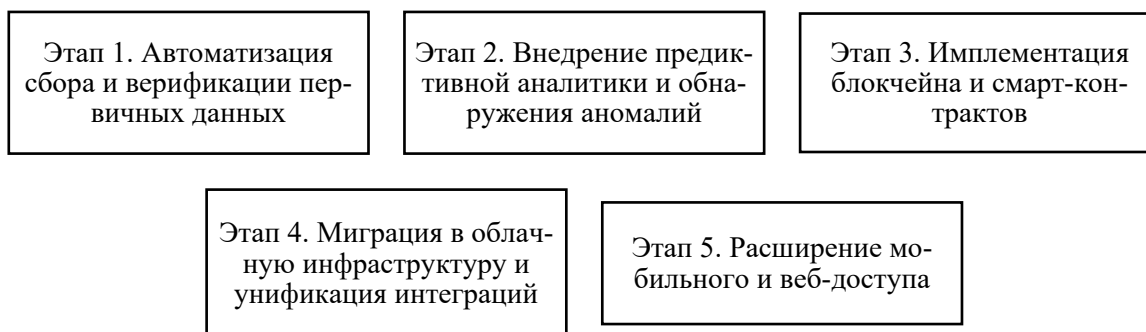 Этап 1. Автоматизация
сбора и верификации пер-
вичных данных
Этап 2. Внедрение предик-
тивной аналитики и обна-
ружения аномалий
Этап 3. Имплементация
блокчейна и смарт-кон-
трактов
Этап 4. Миграция в облач-
ную инфраструктуру и
унификация интеграций
Этап 5. Расширение мо-
бильного и веб-доступа